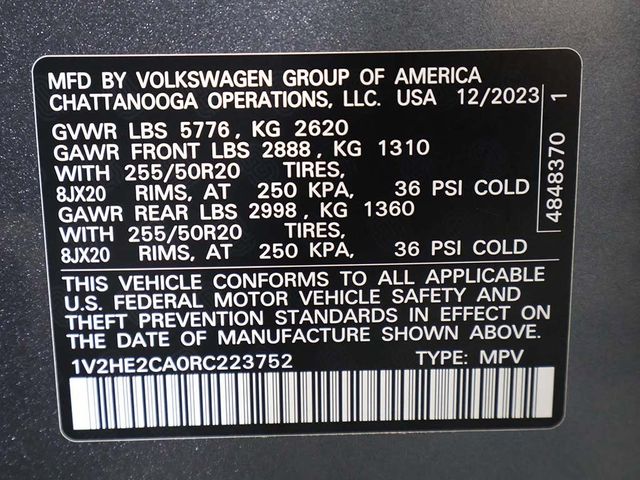 MFD BY VOLKSWAGEN GROUP OF AMERICA
CHATTANOOGA OPERATIONS, LLC. USA 12/2023
GVWR LBS 5776, KG 2620
GAWR FRONT LBS 2888, KG 1310
WITH 255/50R20 TIRES,
8JX20 RIMS, AT 250 KPA, 36 PSI COLD
GAWR REAR LBS 2998, KG 1360
WITH 255/50R20 TIRES,
8JX20 RIMS, AT 250 KPA, 36 PSI COLD
THIS VEHICLE CONFORMS TO ALL APPLICABLE
U.S. FEDERAL MOTOR VEHICLE SAFETY AND
THEFT PREVENTION STANDARDS IN EFFECT ON
THE DATE OF MANUFACTURE SHOWN ABOVE.
1V2HE2CA0RC223752 TYPE: MPV
4848370 1